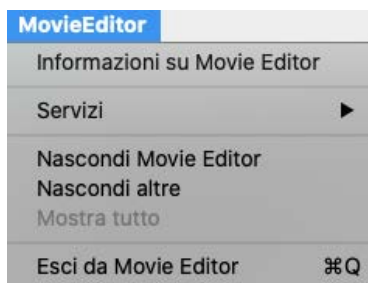 MovieEditor
Informazioni su Movie Editor
Servizi ▶
Nascondi Movie Editor
Nascondi altre
Mostra tutto
Esci da Movie Editor ⌘Q